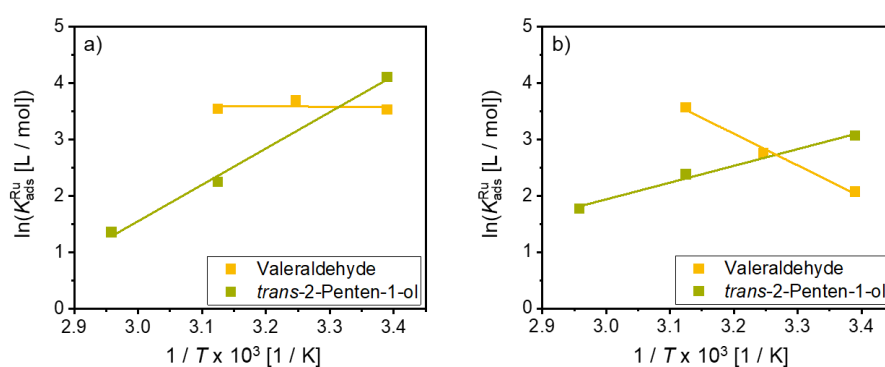 a)
ln(K_ads^Ru [L / mol])
5
4
3
2
1
0
Valeraldehyde
trans-2-Penten-1-ol
2.9 3.0 3.1 3.2 3.3 3.4
1 / T x 10³ [1 / K]
b)
ln(K_ads^Ru [L / mol])
5
4
3
2
1
0
Valeraldehyde
trans-2-Penten-1-ol
2.9 3.0 3.1 3.2 3.3 3.4
1 / T x 10³ [1 / K]